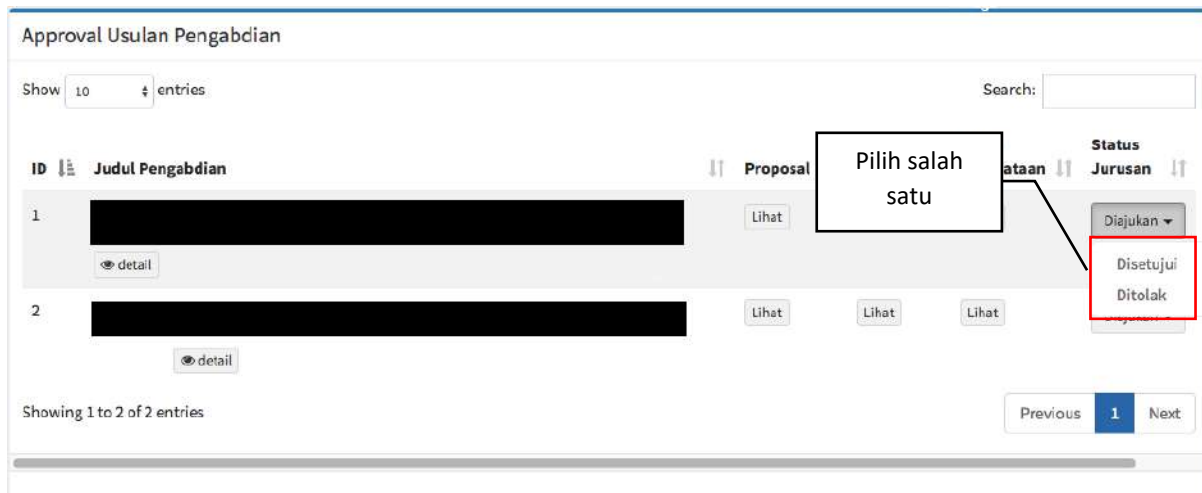 Approval Usulan Pengabdian
Show 10 entries
Search:
ID Judul Pengabdian Proposal ataan Status Jurusan
Pilih salah
satu
1 Lihat Diajukan
detail
Disetujui
Ditolak
2 Lihat Lihat Lihat
detail
Showing 1 to 2 of 2 entries
Previous 1 Next